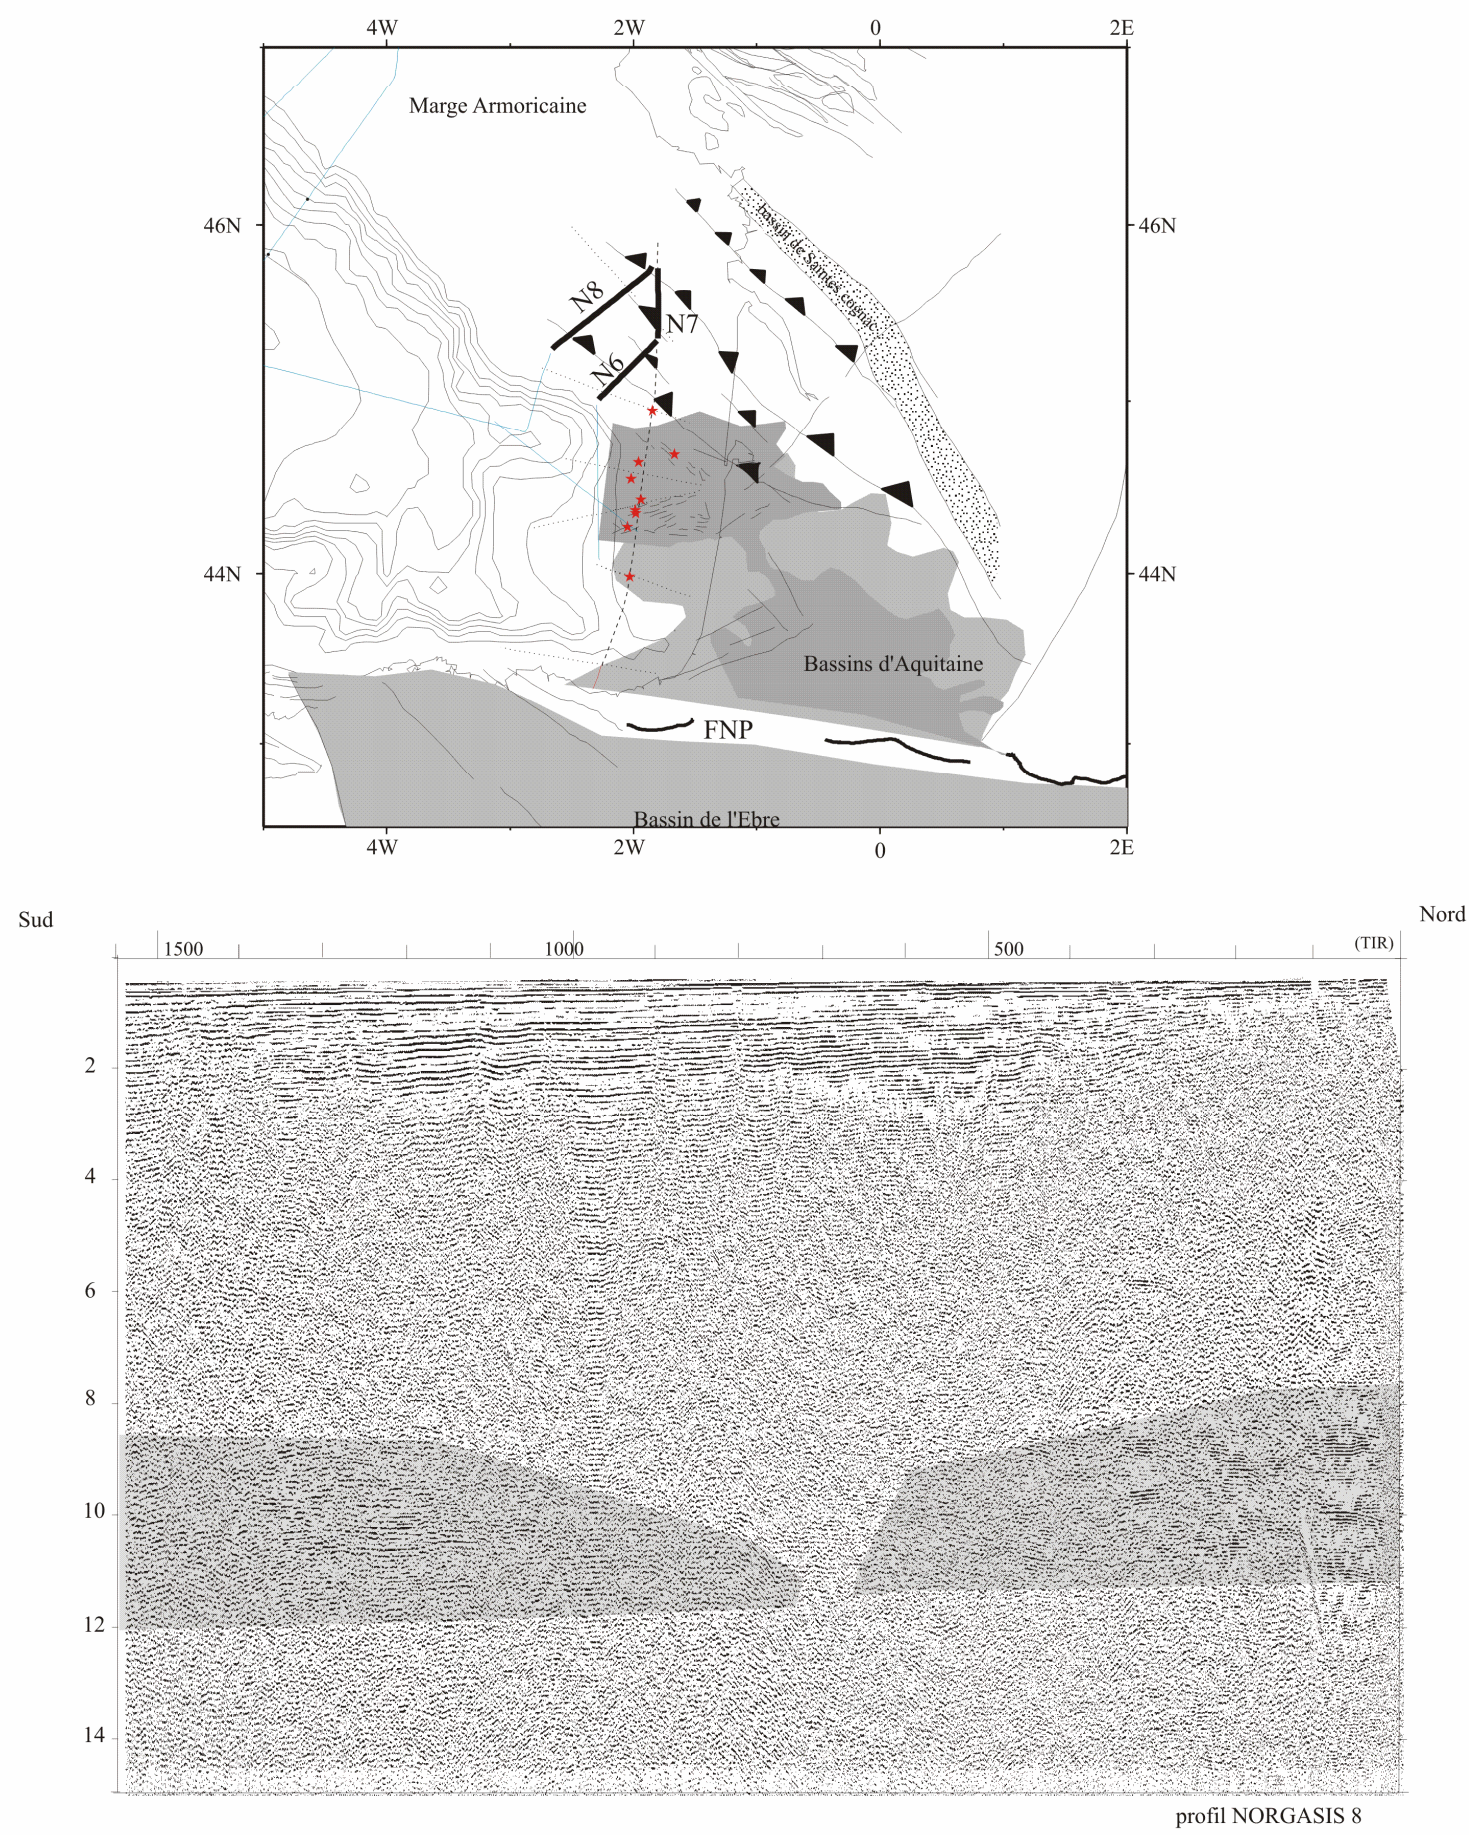 4W 2W 0 2E
Marge Armoricaine
46N 46N
bassin de Saintes cognac
N8
N7
N6
44N 44N
Bassins d'Aquitaine
FNP
Bassin de l'Ebre
4W 2W 0 2E
Sud Nord
1500 1000 500 (TIR)
2
4
6
8
10
12
14
profil NORGASIS 8